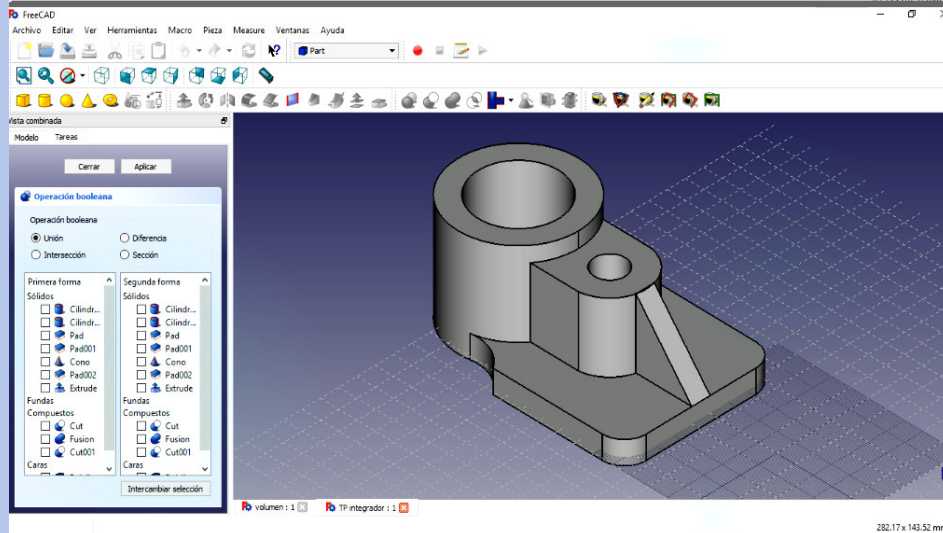 FreeCAD
Archivo Editar Ver Herramientas Macro Pieza Measure Ventanas Ayuda
Part
Vista combinada
Modelo Tareas
Cerrar Aplicar
Operación booleana
Operación booleana
Unión Diferencia
Intersección Sección
Primera forma Segunda forma
Sólidos Sólidos
Cilindr... Cilindr...
Cilindr... Cilindr...
Pad Pad
Pad001 Pad001
Cono Cono
Pad002 Pad002
Extrude Extrude
Fundas Fundas
Compuestos Compuestos
Cut Cut
Fusion Fusion
Cut001 Cut001
Caras Caras
Intercambiar selección
volumen : 1 TP integrador : 1
282.17 x 143.52 mm